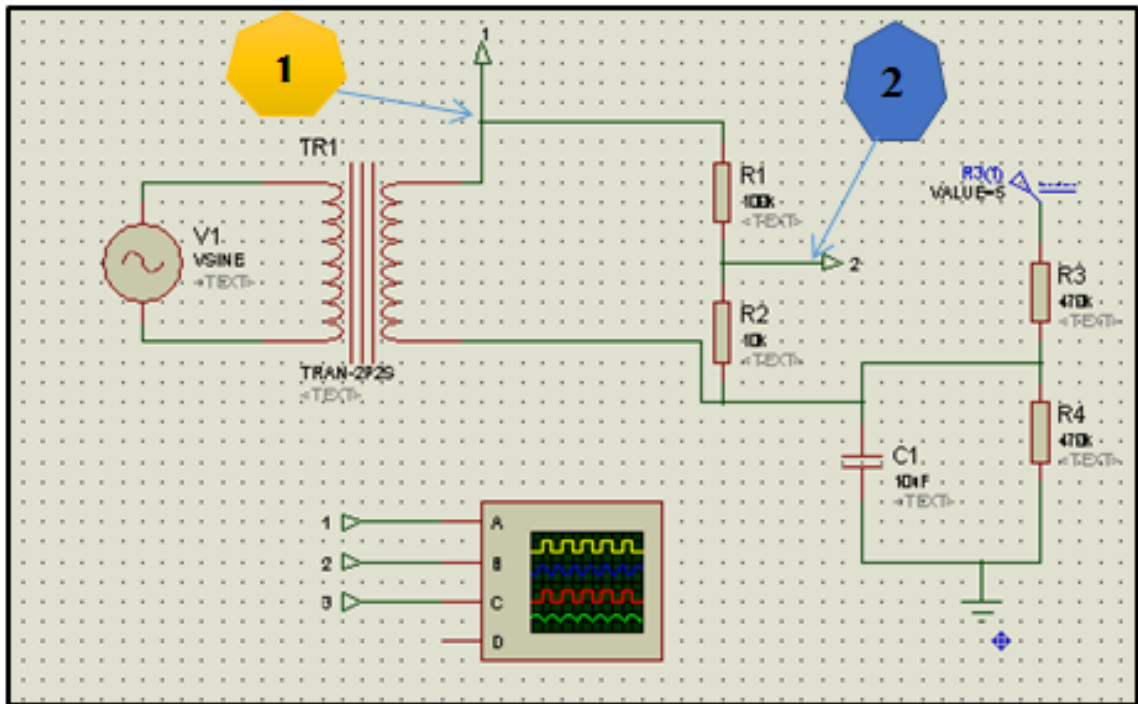 1
1
2
TR1
R3(1)
VALUE=5
R1
100k
<TEXT>
V1
VSINE
<TEXT>
2
R3
470k
<TEXT>
R2
10k
<TEXT>
TRAN-2P2S
<TEXT>
R4
470k
<TEXT>
C1
<TEXT>
1
A
2
B
3
C
D